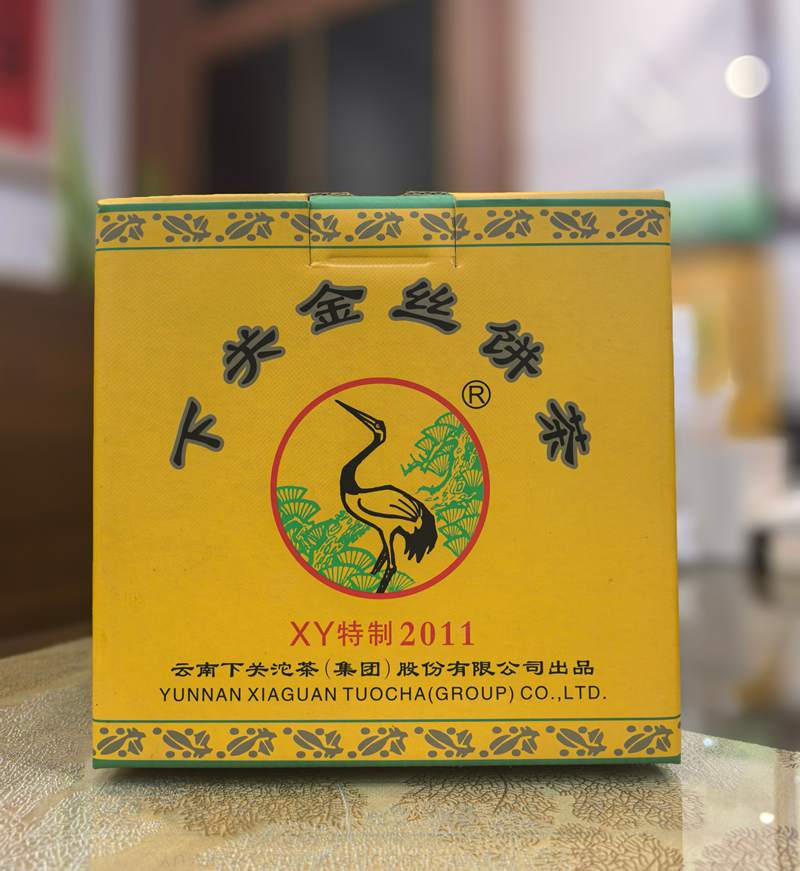 下关金丝饼茶
®
XY特制2011
云南下关沱茶(集团)股份有限公司出品
YUNNAN XIAGUAN TUOCHA(GROUP) CO.,LTD.